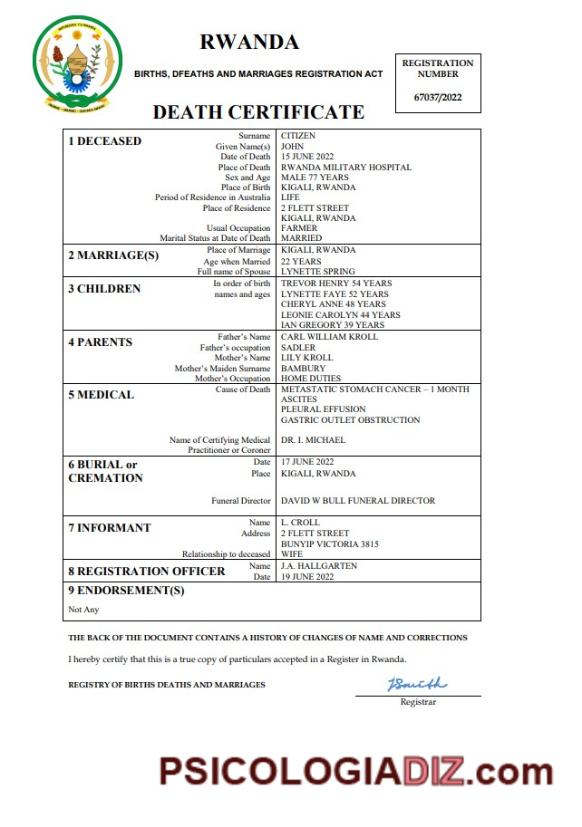 RWANDA
BIRTHS, DFEATHS AND MARRIAGES REGISTRATION ACT
REGISTRATION
NUMBER
67037/2022
DEATH CERTIFICATE
1 DECEASED
Surname CITIZEN
Given Name(s) JOHN
Date of Death 15 JUNE 2022
Place of Death RWANDA MILITARY HOSPITAL
Sex and Age MALE 77 YEARS
Place of Birth KIGALI, RWANDA
Period of Residence in Australia LIFE
Place of Residence 2 FLETT STREET
KIGALI, RWANDA
Usual Occupation FARMER
Marital Status at Date of Death MARRIED
2 MARRIAGE(S)
Place of Marriage KIGALI, RWANDA
Age when Married 22 YEARS
Full name of Spouse LYNETTE SPRING
3 CHILDREN
In order of birth TREVOR HENRY 54 YEARS
names and ages LYNETTE FAYE 52 YEARS
CHERYL ANNE 48 YEARS
LEONIE CAROLYN 44 YEARS
IAN GREGORY 39 YEARS
4 PARENTS
Father's Name CARL WILLIAM KROLL
Father's occupation SADLER
Mother's Name LILY KROLL
Mother's Maiden Surname BAMBURY
Mother's Occupation HOME DUTIES
5 MEDICAL
Cause of Death METASTATIC STOMACH CANCER – 1 MONTH
ASCITES
PLEURAL EFFUSION
GASTRIC OUTLET OBSTRUCTION
Name of Certifying Medical DR. I. MICHAEL
Practitioner or Coroner
6 BURIAL or
CREMATION
Date 17 JUNE 2022
Place KIGALI, RWANDA
Funeral Director DAVID W BULL FUNERAL DIRECTOR
7 INFORMANT
Name L. CROLL
Address 2 FLETT STREET
BUNYIP VICTORIA 3815
Relationship to deceased WIFE
8 REGISTRATION OFFICER
Name J.A. HALLGARTEN
Date 19 JUNE 2022
9 ENDORSEMENT(S)
Not Any
THE BACK OF THE DOCUMENT CONTAINS A HISTORY OF CHANGES OF NAME AND CORRECTIONS
I hereby certify that this is a true copy of particulars accepted in a Register in Rwanda.
REGISTRY OF BIRTHS DEATHS AND MARRIAGES
JSmith
Registrar
PSICOLOGIADIZ.com